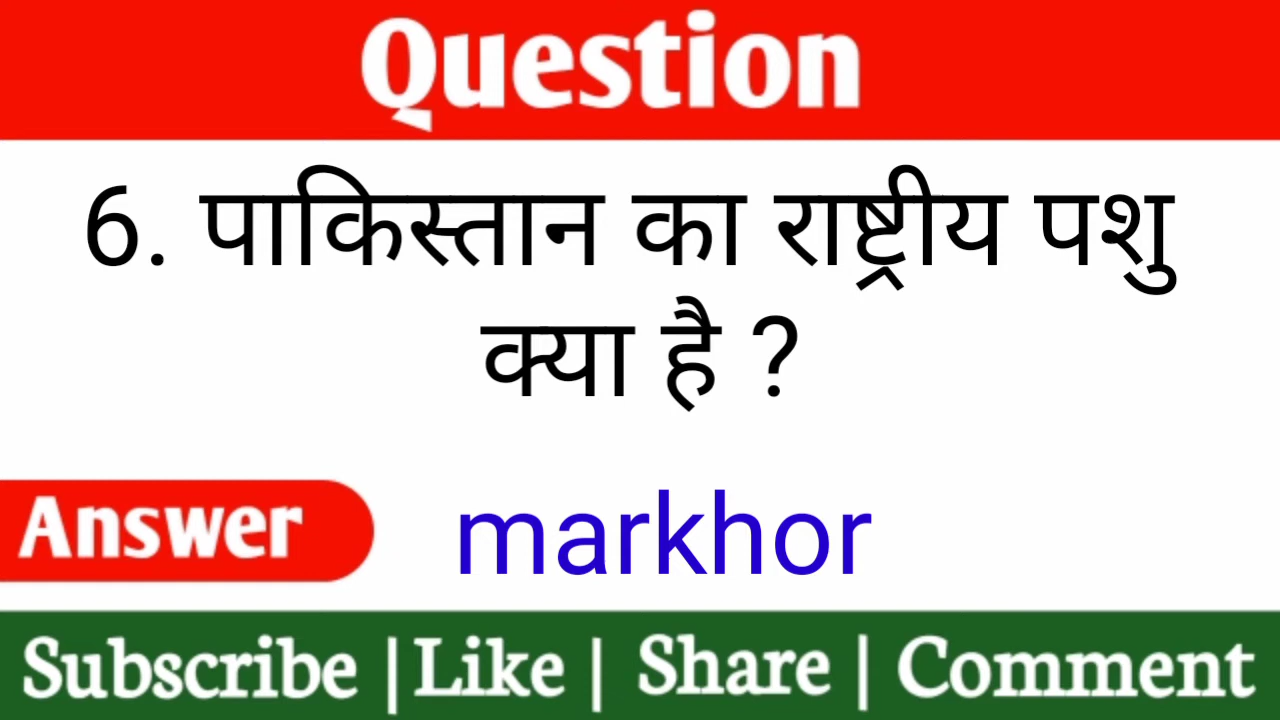 Question
6. पाकिस्तान का राष्ट्रीय पशु
क्या है ?
Answer markhor
Subscribe | Like | Share | Comment